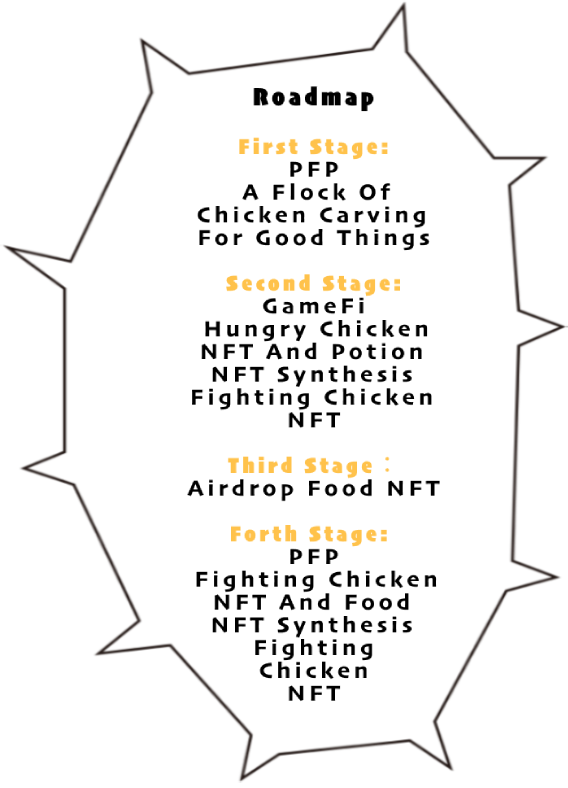 Roadmap
First Stage:
PFP
A Flock Of
Chicken Carving
For Good Things
Second Stage:
GameFi
Hungry Chicken
NFT And Potion
NFT Synthesis
Fighting Chicken
NFT
Third Stage：
Airdrop Food NFT
Forth Stage:
PFP
Fighting Chicken
NFT And Food
NFT Synthesis
Fighting
Chicken
NFT